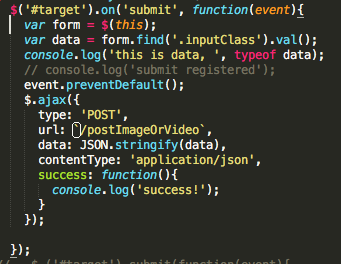 $('#target').on('submit', function(event){
var form = $(this);
var data = form.find('.inputClass').val();
console.log('this is data, ', typeof data);
// console.log('submit registered');
event.preventDefault();
$.ajax({
type: 'POST',
url: `/postImageOrVideo`,
data: JSON.stringify(data),
contentType: 'application/json',
success: function(){
console.log('success!');
}
});
});
// $('#target').submit(function(event){